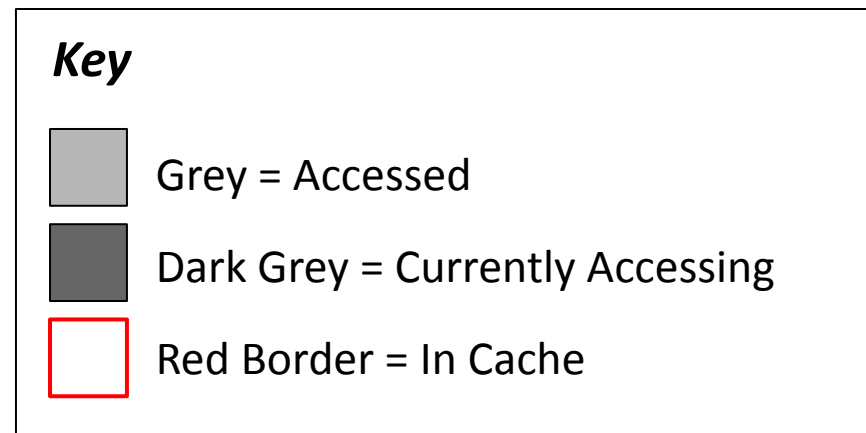 Key
Grey = Accessed
Dark Grey = Currently Accessing
Red Border = In Cache